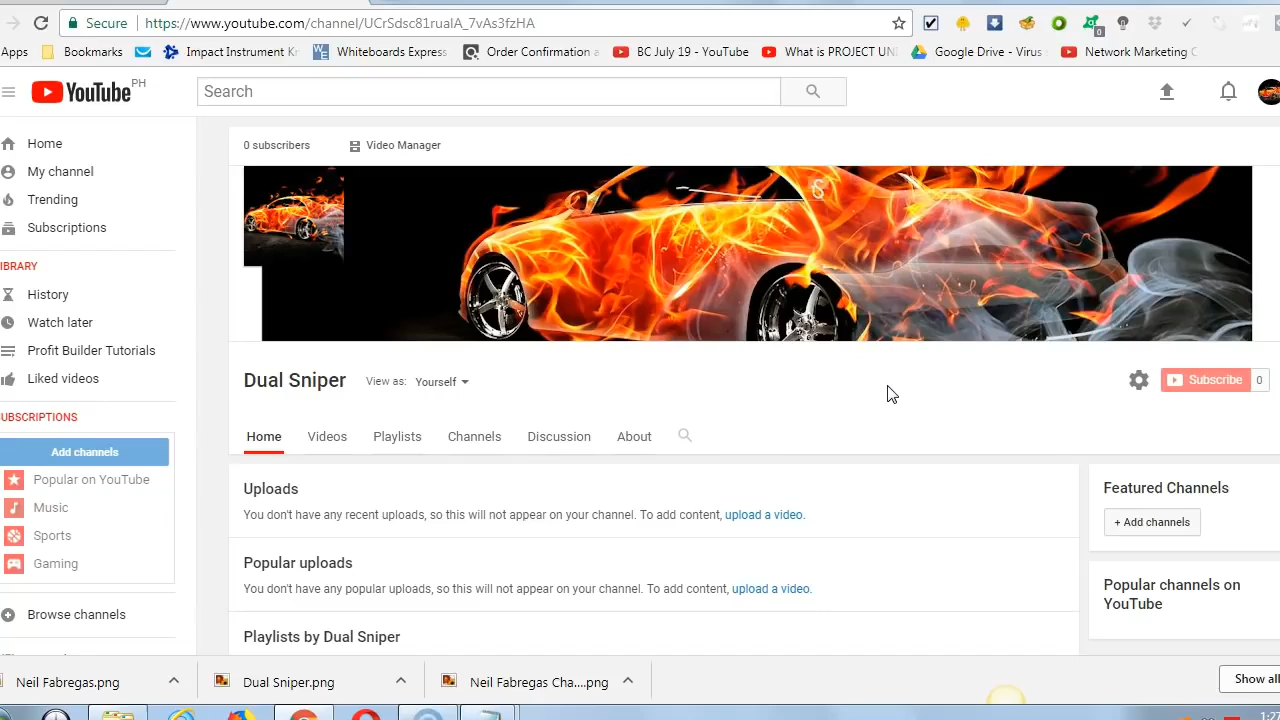 Secure https://www.youtube.com/channel/UCrSdsc81ruaIA_7vAs3fzHA
Apps Bookmarks Impact Instrument Kr Whiteboards Express Order Confirmation a BC July 19 - YouTube What is PROJECT UNI Google Drive - Virus Network Marketing C
YouTube PH Search
Home
My channel
Trending
Subscriptions
IBRARY
History
Watch later
Profit Builder Tutorials
Liked videos
UBSCRIPTIONS
Add channels
Popular on YouTube
Music
Sports
Gaming
Browse channels
0 subscribers Video Manager
Dual Sniper View as: Yourself Subscribe 0
Home Videos Playlists Channels Discussion About
Uploads
You don't have any recent uploads, so this will not appear on your channel. To add content, upload a video.
Popular uploads
You don't have any popular uploads, so this will not appear on your channel. To add content, upload a video.
Playlists by Dual Sniper
Featured Channels
+ Add channels
Popular channels on
YouTube
Neil Fabregas.png Dual Sniper.png Neil Fabregas Cha....png Show all